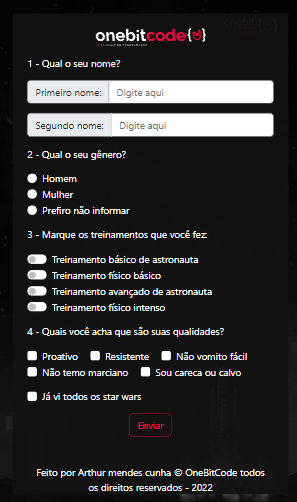 onebitcode{}
1 - Qual o seu nome?
Primeiro nome: Digite aqui
Segundo nome: Digite aqui
2 - Qual o seu gênero?
Homem
Mulher
Prefiro não informar
3 - Marque os treinamentos que você fez:
Treinamento básico de astronauta
Treinamento físico básico
Treinamento avançado de astronauta
Treinamento físico intenso
4 - Quais você acha que são suas qualidades?
Proativo Resistente Não vomito fácil
Não temo marciano Sou careca ou calvo
Já vi todos os star wars
Enviar
Feito por Arthur mendes cunha © OneBitCode todos
os direitos reservados - 2022